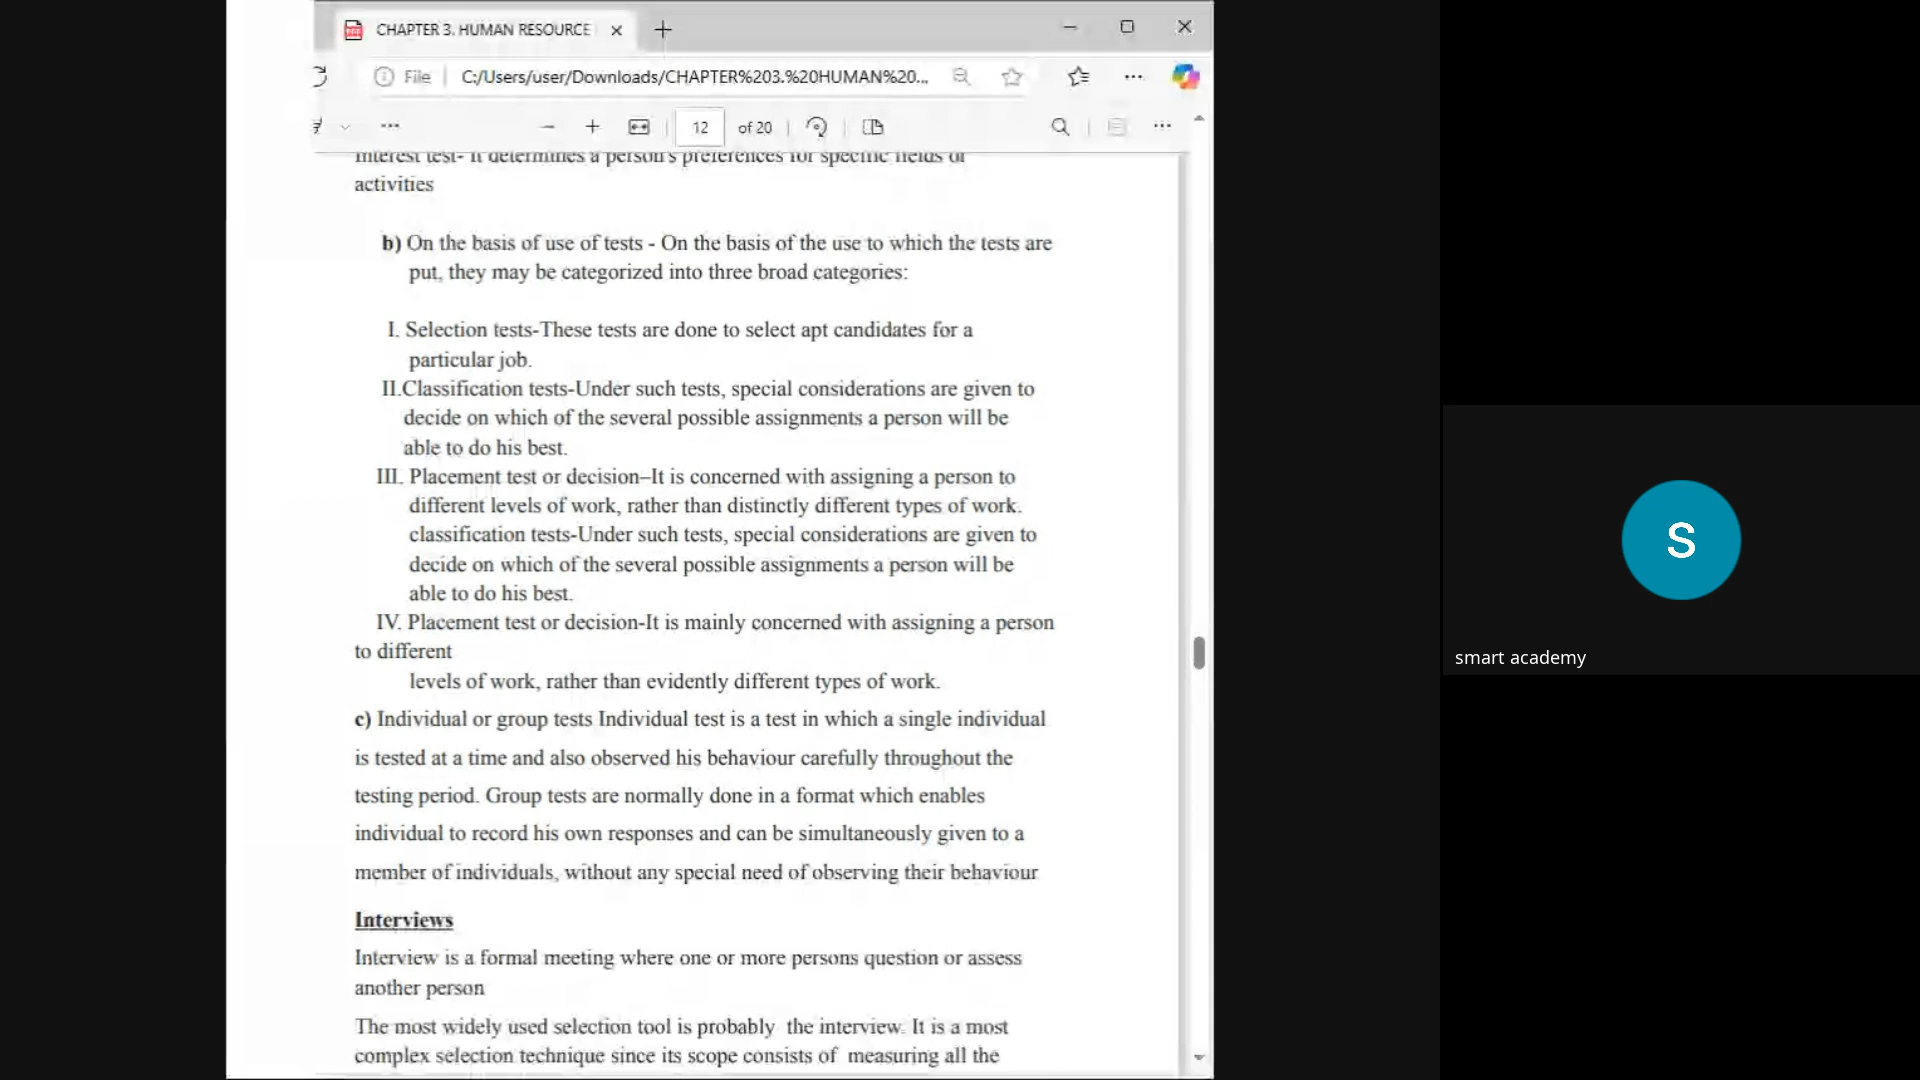 CHAPTER 3. HUMAN RESOURCE
File
C:/Users/user/Downloads/CHAPTER%203.%20HUMAN%20...
12
of 20
Interest test- It determines a person's preferences for specific fields or
activities
b) On the basis of use of tests - On the basis of the use to which the tests are
put, they may be categorized into three broad categories:
I. Selection tests-These tests are done to select apt candidates for a
particular job.
II.Classification tests-Under such tests, special considerations are given to
decide on which of the several possible assignments a person will be
able to do his best.
III. Placement test or decision–It is concerned with assigning a person to
different levels of work, rather than distinctly different types of work.
classification tests-Under such tests, special considerations are given to
decide on which of the several possible assignments a person will be
able to do his best.
IV. Placement test or decision-It is mainly concerned with assigning a person
to different
levels of work, rather than evidently different types of work.
c) Individual or group tests Individual test is a test in which a single individual
is tested at a time and also observed his behaviour carefully throughout the
testing period. Group tests are normally done in a format which enables
individual to record his own responses and can be simultaneously given to a
member of individuals, without any special need of observing their behaviour
Interviews
Interview is a formal meeting where one or more persons question or assess
another person
The most widely used selection tool is probably the interview. It is a most
complex selection technique since its scope consists of measuring all the
S
smart academy